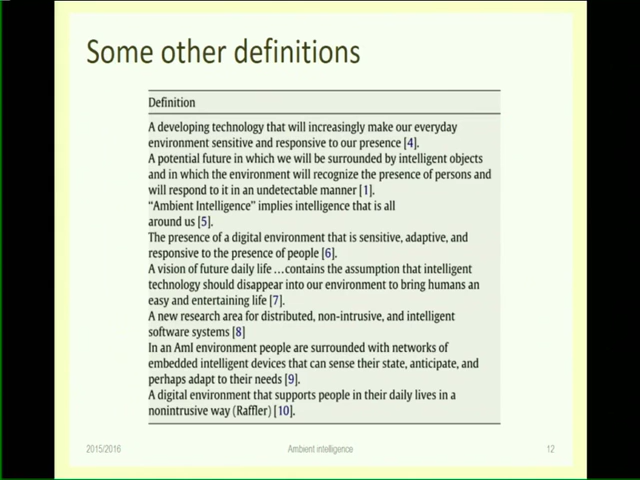 Some other definitions
Definition
A developing technology that will increasingly make our everyday
environment sensitive and responsive to our presence [4].
A potential future in which we will be surrounded by intelligent objects
and in which the environment will recognize the presence of persons and
will respond to it in an undetectable manner [1].
“Ambient Intelligence” implies intelligence that is all
around us [5].
The presence of a digital environment that is sensitive, adaptive, and
responsive to the presence of people [6].
A vision of future daily life ...contains the assumption that intelligent
technology should disappear into our environment to bring humans an
easy and entertaining life [7].
A new research area for distributed, non-intrusive, and intelligent
software systems [8]
In an AmI environment people are surrounded with networks of
embedded intelligent devices that can sense their state, anticipate, and
perhaps adapt to their needs [9].
A digital environment that supports people in their daily lives in a
nonintrusive way (Raffler) [10].
2015/2016
Ambient intelligence
12